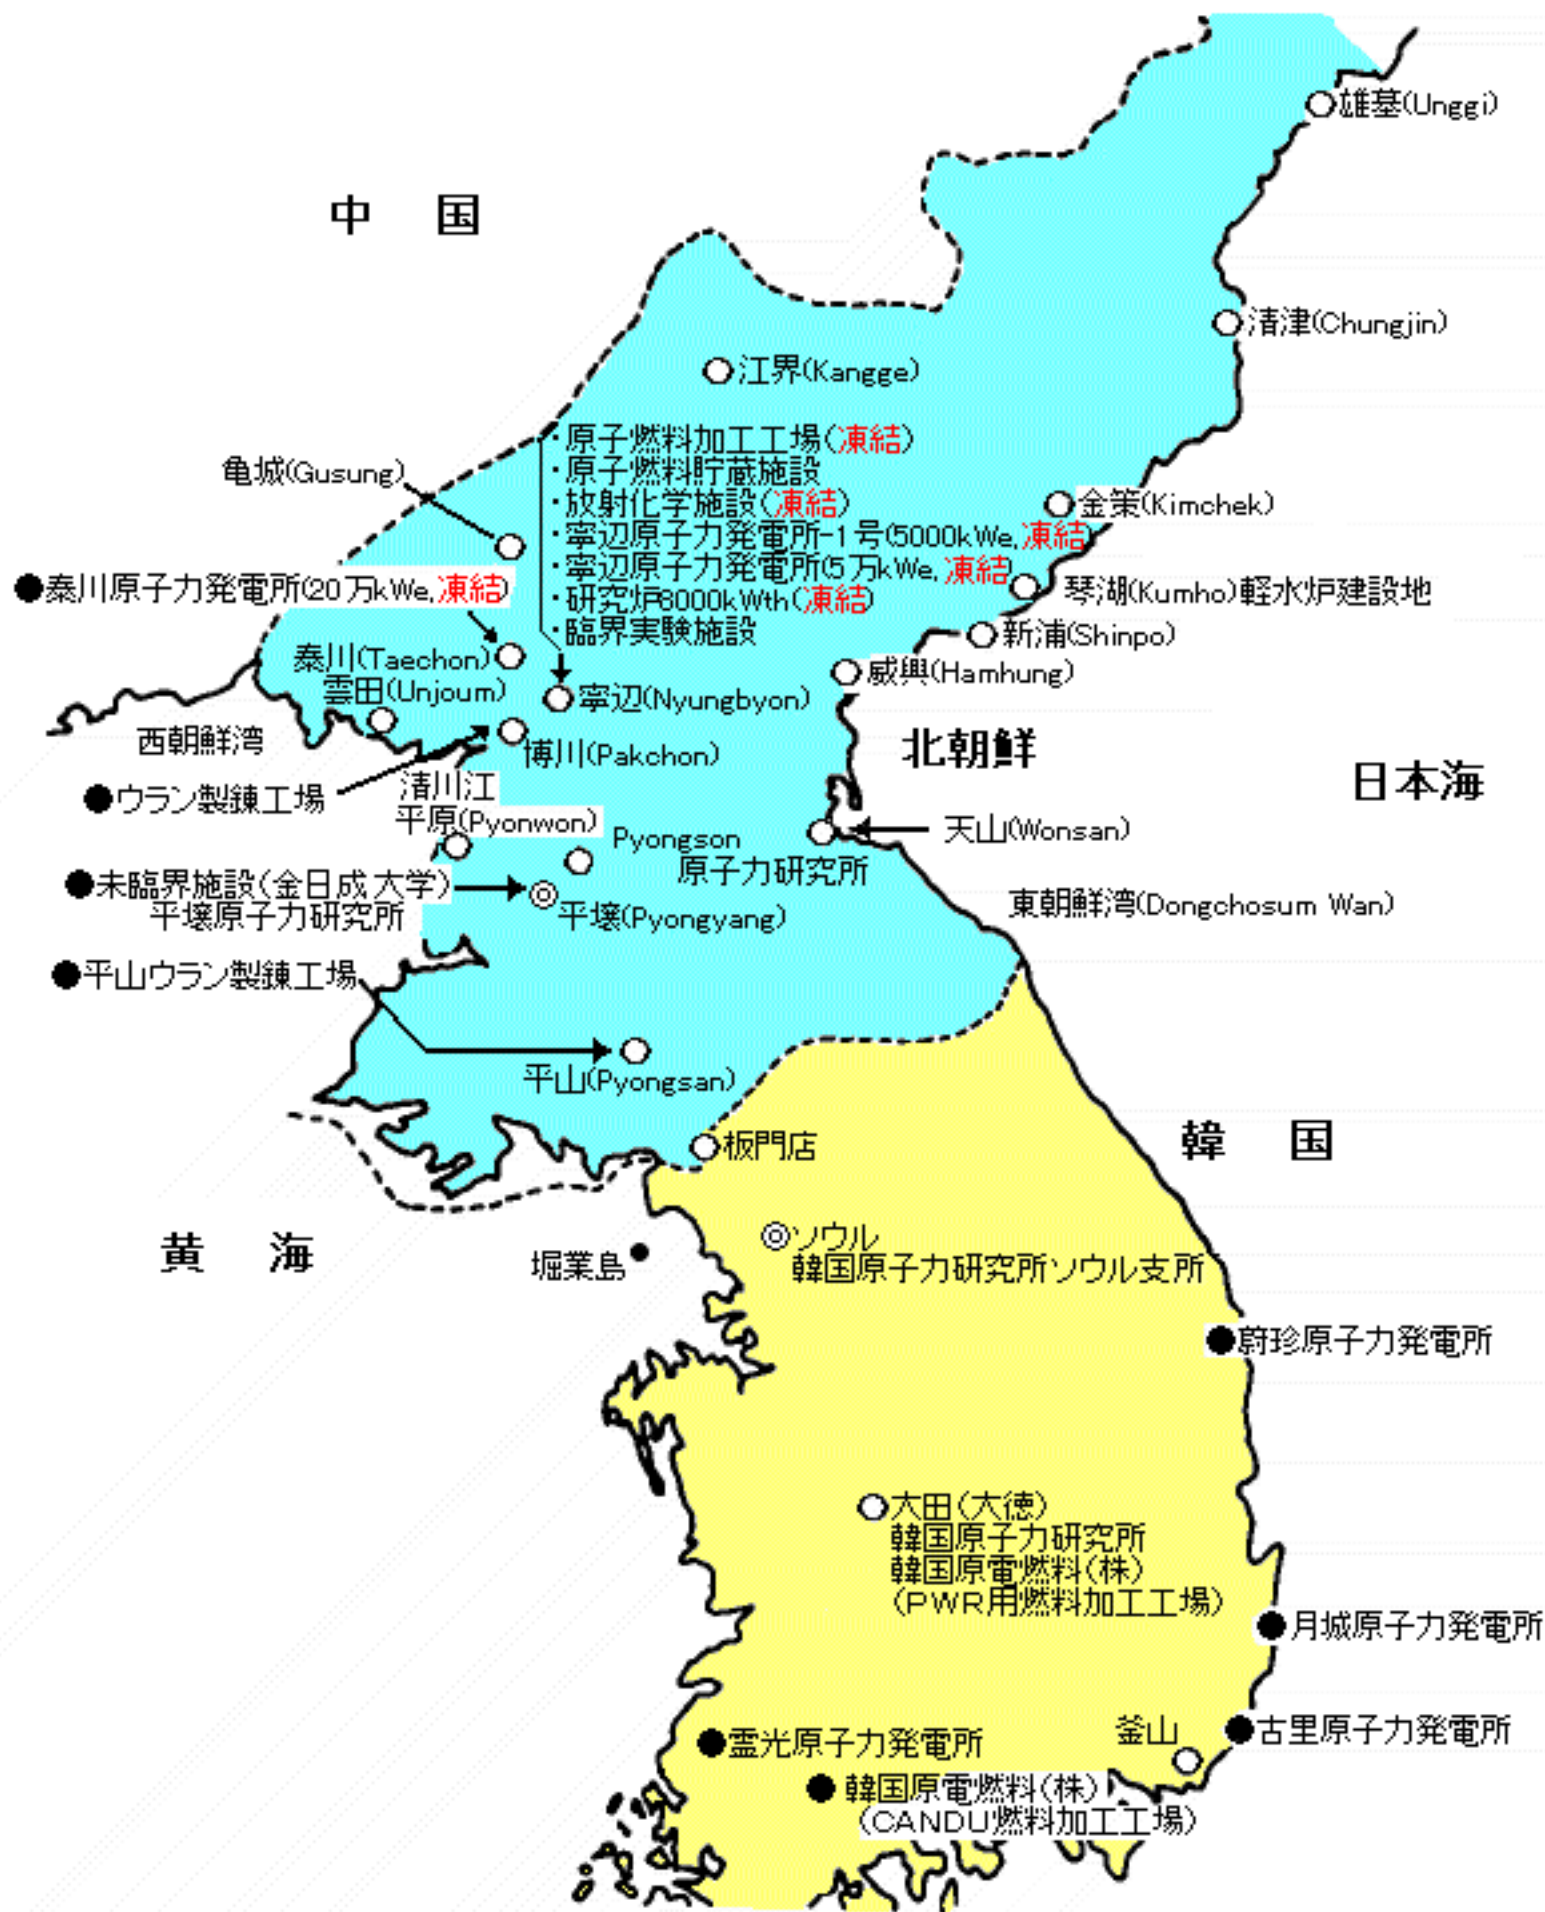 雄基(Unggi)
中 国
清津(Chungjin)
江界(Kangge)
・原子燃料加工工場(凍結)
・原子燃料貯蔵施設
・放射化学施設(凍結)
・寧辺原子力発電所-1号(5000kWe,凍結)
・寧辺原子力発電所(5万kWe,凍結)
・研究炉8000kWth(凍結)
・臨界実験施設
亀城(Gusung)
金策(Kimchek)
●泰川原子力発電所(20万kWe,凍結)
琴湖(Kumho)軽水炉建設地
新浦(Shinpo)
泰川(Taechon)
威興(Hamhung)
雲田(Unjoum)
寧辺(Nyungbyon)
西朝鮮湾
博川(Pakchon)
北朝鮮
日本海
●ウラン製錬工場
清川江
平原(Pyonwon)
Pyongson
原子力研究所
天山(Wonsan)
●未臨界施設(金日成大学)
平壌原子力研究所
平壌(Pyongyang)
東朝鮮湾(Dongchosum Wan)
●平山ウラン製錬工場
平山(Pyongsan)
板門店
韓 国
黄 海
堀業島
ソウル
韓国原子力研究所ソウル支所
●蔚珍原子力発電所
大田(大徳)
韓国原子力研究所
韓国原電燃料(株)
(PWR用燃料加工工場)
●月城原子力発電所
釜山
●古里原子力発電所
●霊光原子力発電所
●韓国原電燃料(株)
(CANDU燃料加工工場)